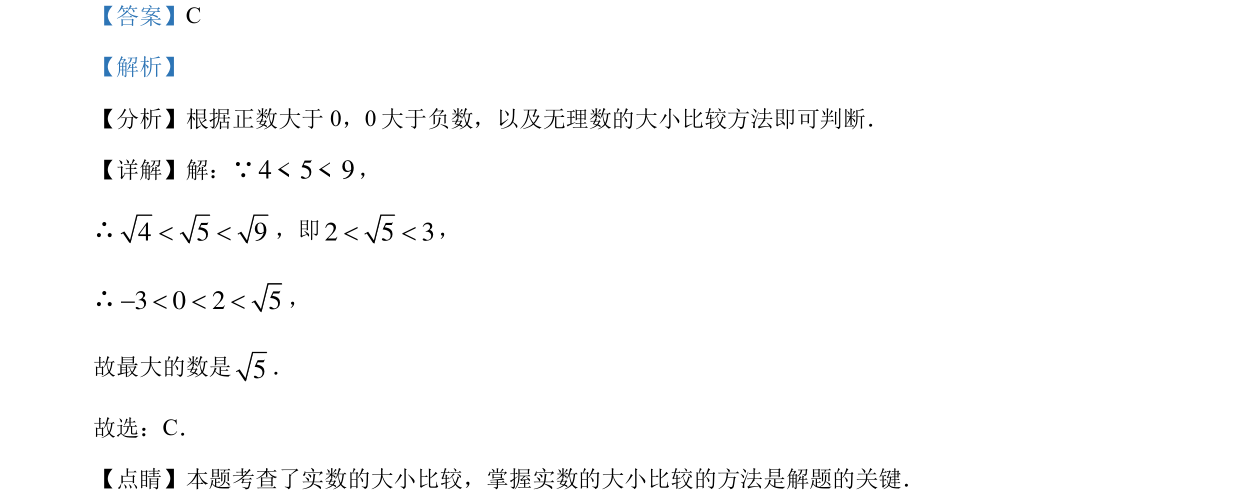 【答案】C
【解析】
【分析】根据正数大于 0，0 大于负数，以及无理数的大小比较方法即可判断．
【详解】解：∵4< 5< 9，
∴√4<√5<√9，即2<√5<3，
∴−3<0<2<√5，
故最大的数是√5．
故选：C．
【点睛】本题考查了实数的大小比较，掌握实数的大小比较的方法是解题的关键．